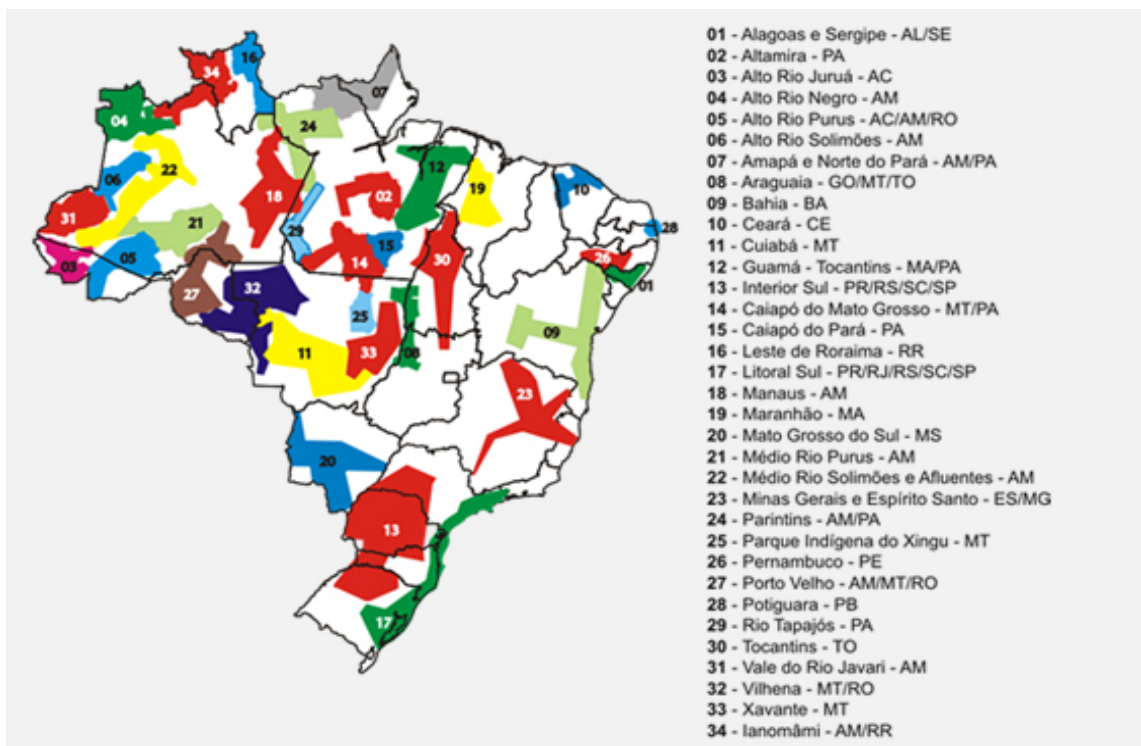 01 - Alagoas e Sergipe - AL/SE
02 - Altamira - PA
03 - Alto Rio Juruá - AC
04 - Alto Rio Negro - AM
05 - Alto Rio Purus - AC/AM/RO
06 - Alto Rio Solimões - AM
07 - Amapá e Norte do Pará - AM/PA
08 - Araguaia - GO/MT/TO
09 - Bahia - BA
10 - Ceará - CE
11 - Cuiabá - MT
12 - Guamá - Tocantins - MA/PA
13 - Interior Sul - PR/RS/SC/SP
14 - Caiapó do Mato Grosso - MT/PA
15 - Caiapó do Pará - PA
16 - Leste de Roraima - RR
17 - Litoral Sul - PR/RJ/RS/SC/SP
18 - Manaus - AM
19 - Maranhão - MA
20 - Mato Grosso do Sul - MS
21 - Médio Rio Purus - AM
22 - Médio Rio Solimões e Afluentes - AM
23 - Minas Gerais e Espírito Santo - ES/MG
24 - Parintins - AM/PA
25 - Parque Indígena do Xingu - MT
26 - Pernambuco - PE
27 - Porto Velho - AM/MT/RO
28 - Potiguara - PB
29 - Rio Tapajós - PA
30 - Tocantins - TO
31 - Vale do Rio Javari - AM
32 - Vilhena - MT/RO
33 - Xavante - MT
34 - Ianomâmi - AM/RR
16
34
07
04
24
22
12
06
19
10
18
02
31
21
28
29
15
30
03
05
14
26
27
32
01
25
09
11
33
08
23
20
13
17